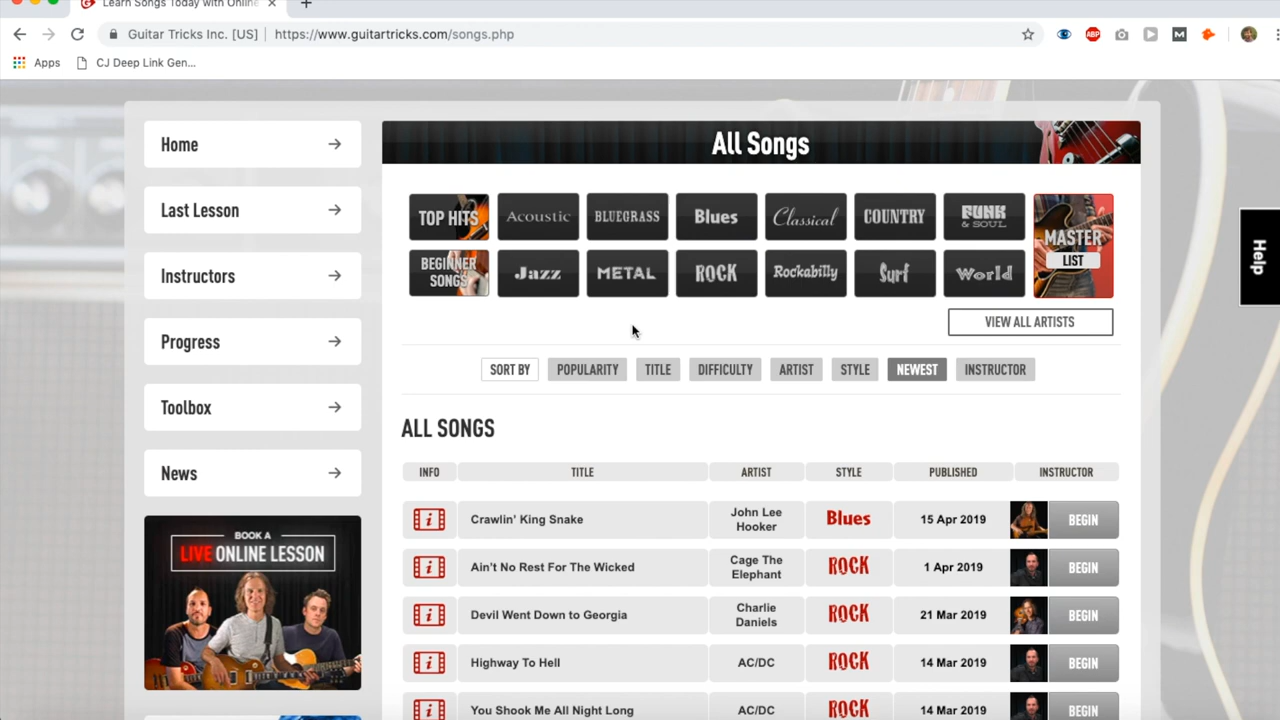 Learn Songs Today with Online
Guitar Tricks Inc. [US]
https://www.guitartricks.com/songs.php
ABP
M
Apps
CJ Deep Link Gen...
Home
Last Lesson
Instructors
Progress
Toolbox
News
BOOK A
LIVE ONLINE LESSON
All Songs
TOP HITS
Acoustic
BLUEGRASS
Blues
Classical
COUNTRY
FUNK
& SOUL
MASTER
LIST
BEGINNER
SONGS
Jazz
METAL
ROCK
Rockabilly
Surf
World
VIEW ALL ARTISTS
SORT BY
POPULARITY
TITLE
DIFFICULTY
ARTIST
STYLE
NEWEST
INSTRUCTOR
ALL SONGS
INFO
TITLE
ARTIST
STYLE
PUBLISHED
INSTRUCTOR
i
Crawlin' King Snake
John Lee
Hooker
Blues
15 Apr 2019
BEGIN
i
Ain't No Rest For The Wicked
Cage The
Elephant
ROCK
1 Apr 2019
BEGIN
i
Devil Went Down to Georgia
Charlie
Daniels
ROCK
21 Mar 2019
BEGIN
i
Highway To Hell
AC/DC
ROCK
14 Mar 2019
BEGIN
i
You Shook Me All Night Long
AC/DC
ROCK
14 Mar 2019
BEGIN
Help